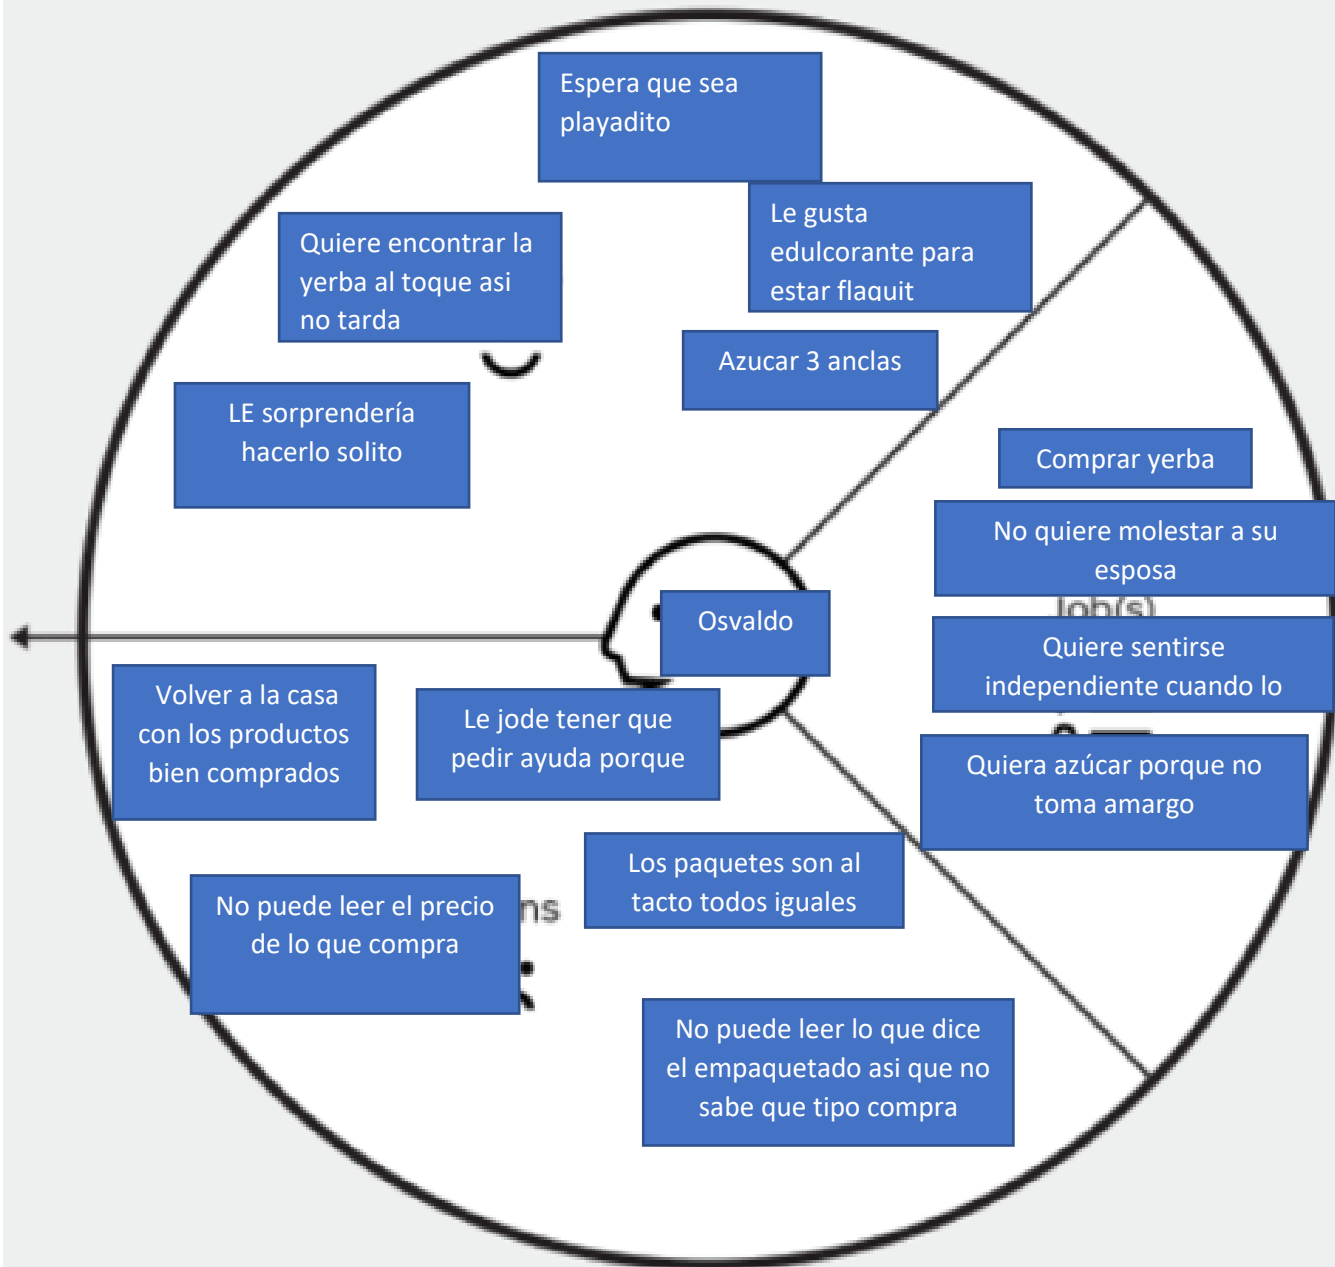 Espera que sea
playadito
Le gusta
edulcorante para
estar flaquit
Quiere encontrar la
yerba al toque asi
no tarda
Azucar 3 anclas
LE sorprendería
hacerlo solito
Comprar yerba
No quiere molestar a su
esposa
Job(s)
Osvaldo
Quiere sentirse
independiente cuando lo
Volver a la casa
con los productos
bien comprados
Le jode tener que
pedir ayuda porque
Quiera azúcar porque no
toma amargo
Los paquetes son al
tacto todos iguales
No puede leer el precio
de lo que compra
ns
No puede leer lo que dice
el empaquetado asi que no
sabe que tipo compra